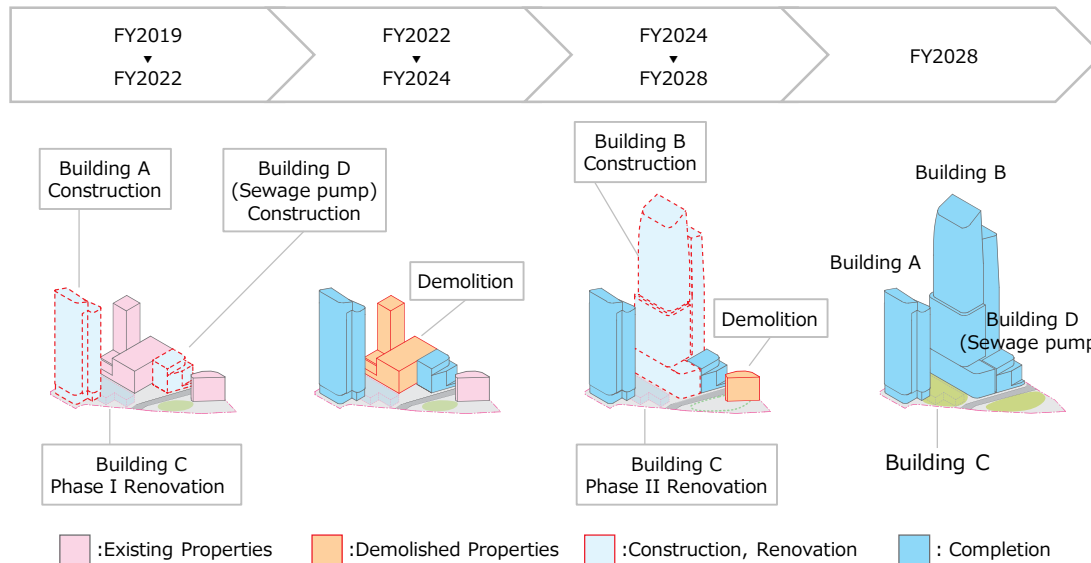 FY2019
▼
FY2022
FY2022
▼
FY2024
FY2024
▼
FY2028
FY2028
Building A
Construction
Building D
(Sewage pump)
Construction
Building C
Phase I Renovation
Demolition
Building B
Construction
Demolition
Building C
Phase II Renovation
Building B
Building A
Building D
(Sewage pump
Building C
:Existing Properties
:Demolished Properties
:Construction, Renovation
: Completion